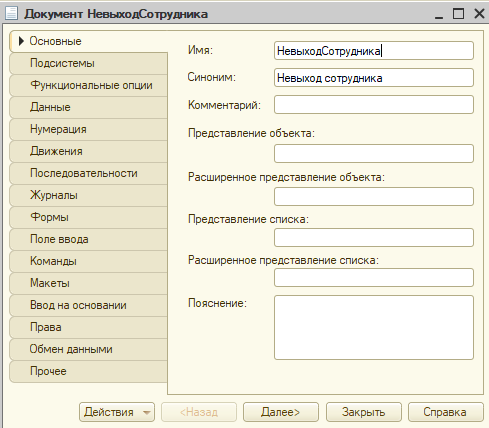 Документ НевыходСотрудника
Основные
Подсистемы
Функциональные опции
Данные
Нумерация
Движения
Последовательности
Журналы
Формы
Поле ввода
Команды
Макеты
Ввод на основании
Права
Обмен данными
Прочее
Имя: НевыходСотрудника
Синоним: Невыход сотрудника
Комментарий:
Представление объекта:
Расширенное представление объекта:
Представление списка:
Расширенное представление списка:
Пояснение:
Действия <Назад Далее> Закрыть Справка